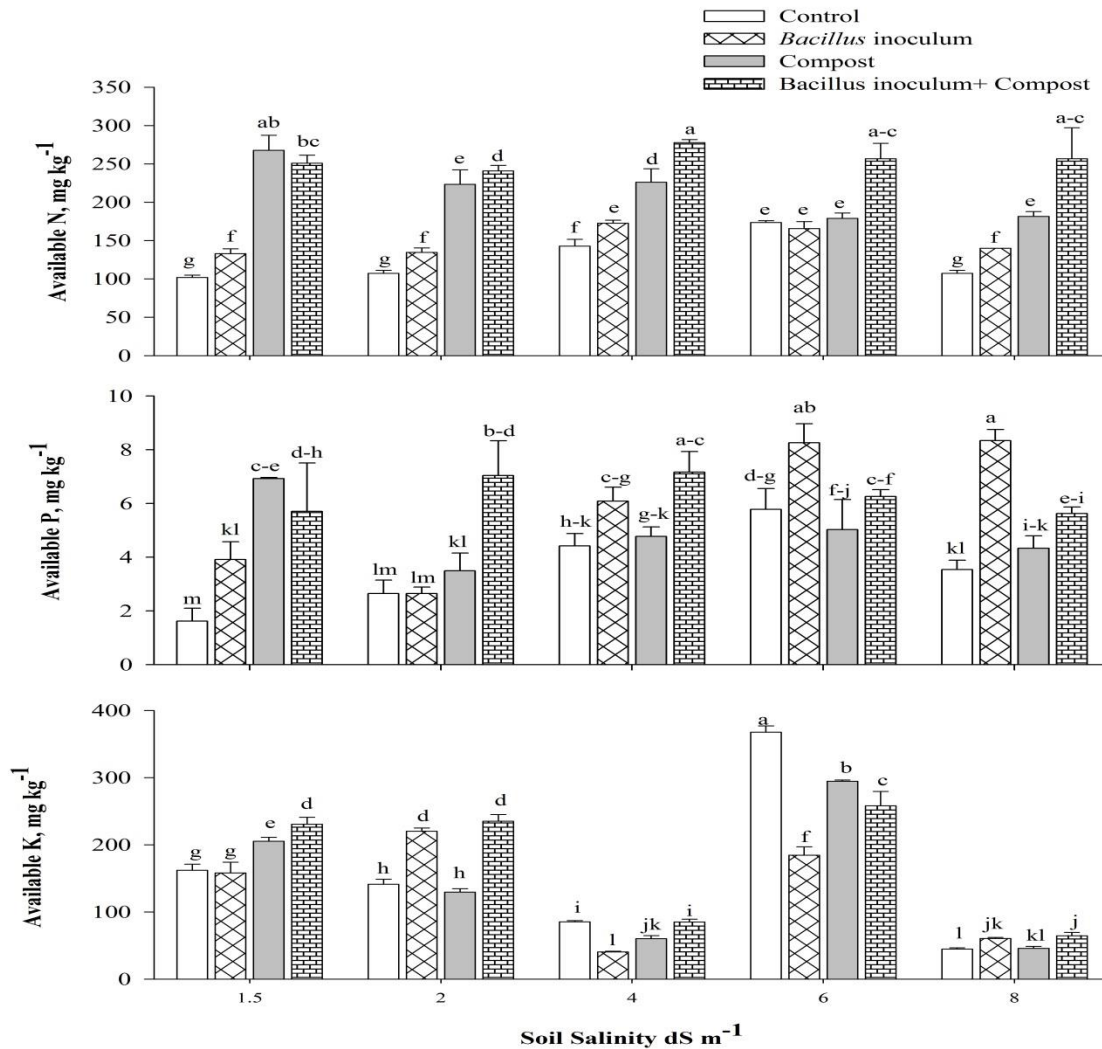 Control
Bacillus inoculum
Compost
Bacillus inoculum+ Compost
Available N, mg kg-1
350
300
250
200
150
100
50
0
g f ab bc
g f e d
f e d a
e e e a-c
g f e a-c
Available P, mg kg-1
10
8
6
4
2
0
m kl c-e d-h
lm lm kl b-d
h-k c-g g-k a-c
d-g ab f-j c-f
kl a i-k e-i
Available K, mg kg-1
400
300
200
100
0
g g e d
h d h d
i l jk i
a f b c
l jk kl j
1.5 2 4 6 8
Soil Salinity dS m-1